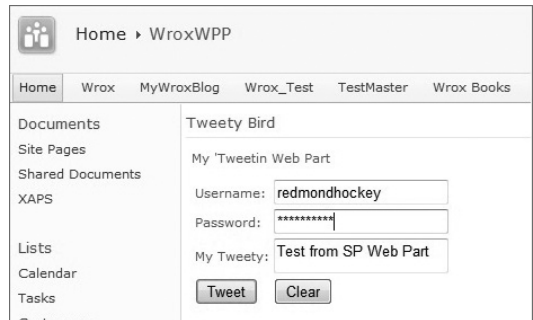 Home ▸ WroxWPP
Home Wrox MyWroxBlog Wrox_Test TestMaster Wrox Books
Documents
Site Pages
Shared Documents
XAPS
Lists
Calendar
Tasks
Tweety Bird
My 'Tweetin Web Part
Username: redmondhockey
Password: **********
My Tweety: Test from SP Web Part
Tweet Clear